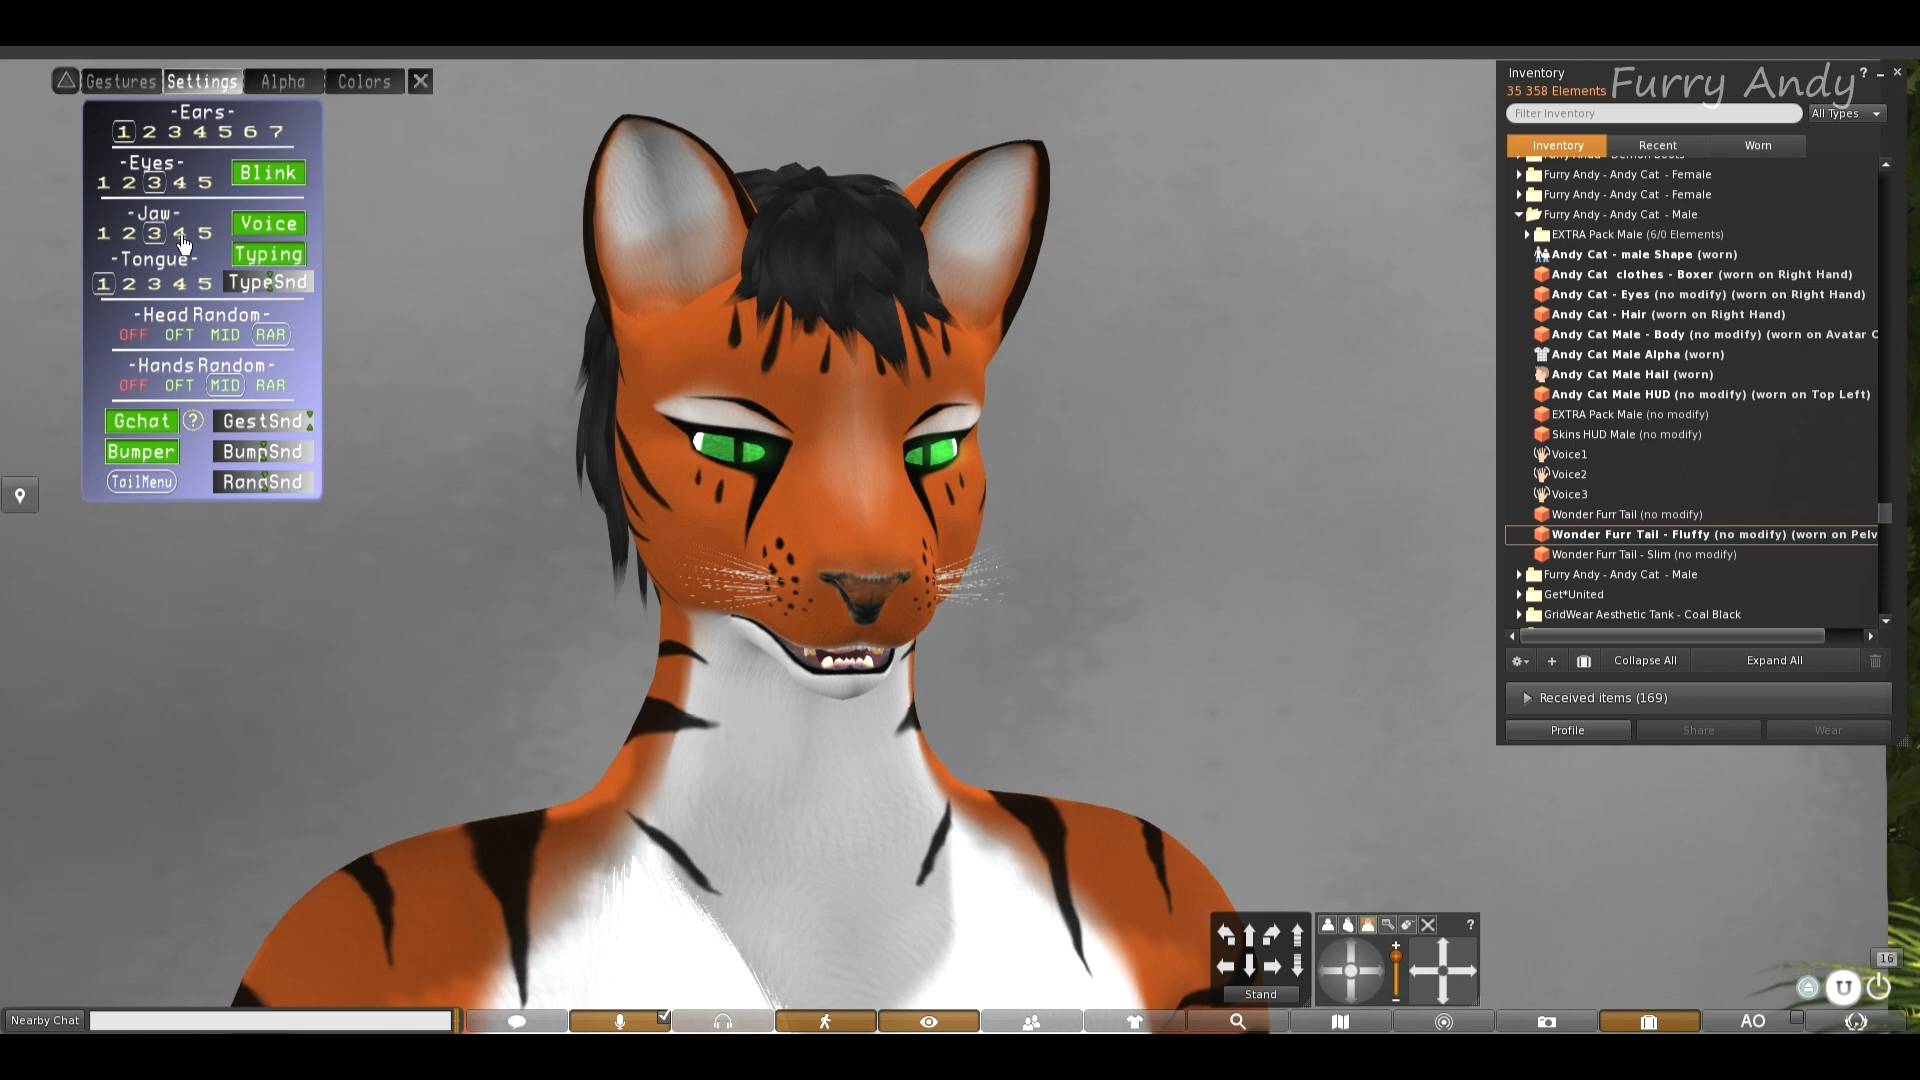 Gestures Settings Alpha Colors
-Ears-
1 2 3 4 5 6 7
-Eyes-
1 2 3 4 5
Blink
-Jaw-
1 2 3 4 5
Voice
Typing
-Tongue-
1 2 3 4 5
TypeSnd
-Head Random-
OFF OFT MID RAR
-Hands Random-
OFF OFT MID RAR
Gchat ? GestSnd
Bumper BumpSnd
TailMenu RandSnd
Inventory
?
35 358 Elements
Furry Andy
Filter Inventory
All Types
Inventory Recent Worn
Furry Andy - Andy Cat - Female
Furry Andy - Andy Cat - Female
Furry Andy - Andy Cat - Male
EXTRA Pack Male (6/0 Elements)
Andy Cat - male Shape (worn)
Andy Cat clothes - Boxer (worn on Right Hand)
Andy Cat - Eyes (no modify) (worn on Right Hand)
Andy Cat - Hair (worn on Right Hand)
Andy Cat Male - Body (no modify) (worn on Avatar C
Andy Cat Male Alpha (worn)
Andy Cat Male Hail (worn)
Andy Cat Male HUD (no modify) (worn on Top Left)
EXTRA Pack Male (no modify)
Skins HUD Male (no modify)
Voice1
Voice2
Voice3
Wonder Furr Tail (no modify)
Wonder Furr Tail - Fluffy (no modify) (worn on Pelv
Wonder Furr Tail - Slim (no modify)
Furry Andy - Andy Cat - Male
Get*United
GridWear Aesthetic Tank - Coal Black
Collapse All Expand All
Received items (169)
Profile Share Wear
?
Stand
16
Nearby Chat
AO